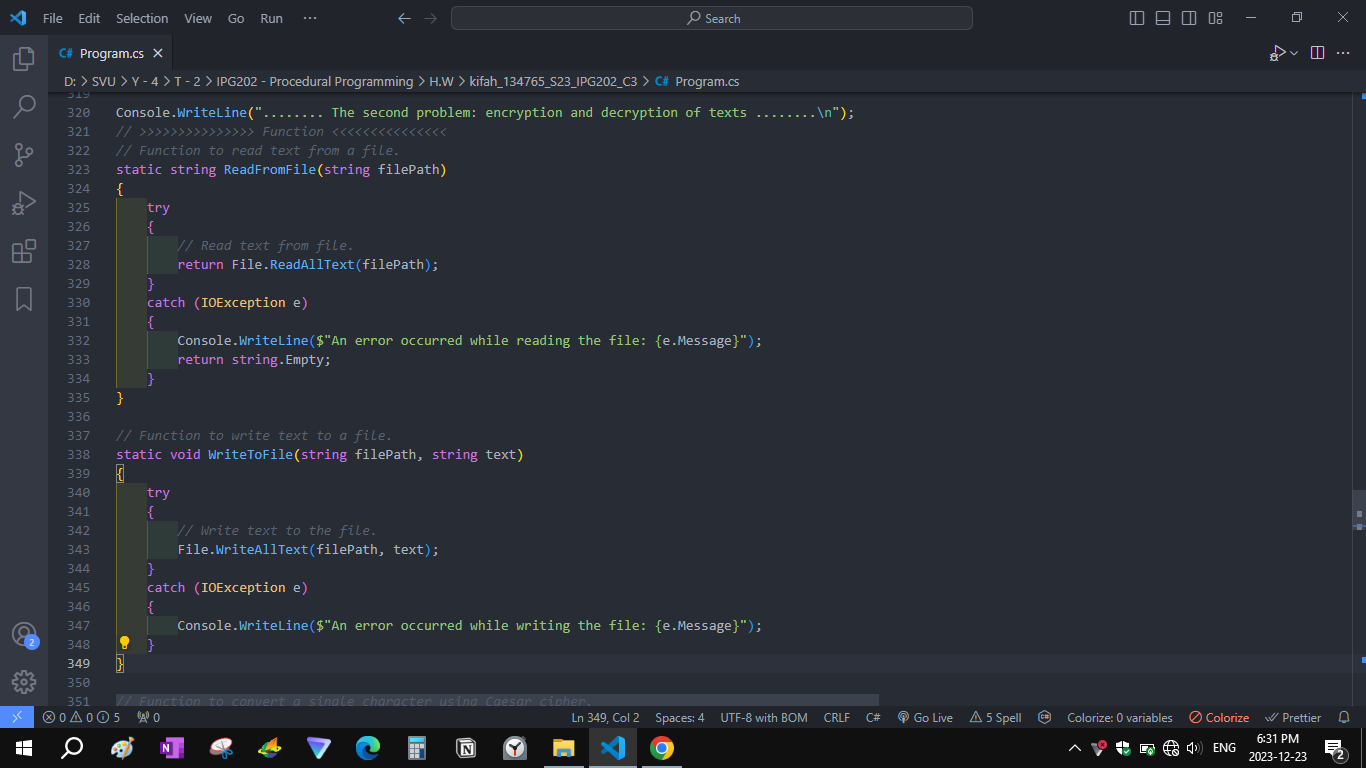 File Edit Selection View Go Run ··· Search
C# Program.cs
D: > SVU > Y - 4 > T - 2 > IPG202 - Procedural Programming > H.W > kifah_134765_S23_IPG202_C3 > C# Program.cs
319
320 Console.WriteLine("........ The second problem: encryption and decryption of texts ........\n");
321 // >>>>>>>>>>>>>>> Function <<<<<<<<<<<<<<<
322 // Function to read text from a file.
323 static string ReadFromFile(string filePath)
324 {
325 try
326 {
327 // Read text from file.
328 return File.ReadAllText(filePath);
329 }
330 catch (IOException e)
331 {
332 Console.WriteLine($"An error occurred while reading the file: {e.Message}");
333 return string.Empty;
334 }
335 }
336
337 // Function to write text to a file.
338 static void WriteToFile(string filePath, string text)
339 {
340 try
341 {
342 // Write text to the file.
343 File.WriteAllText(filePath, text);
344 }
345 catch (IOException e)
346 {
347 Console.WriteLine($"An error occurred while writing the file: {e.Message}");
348 }
349 }
350
351 // Function to convert a single character using Caesar cipher.
2
0 0 5 0 Ln 349, Col 2 Spaces: 4 UTF-8 with BOM CRLF C# Go Live 5 Spell Colorize: 0 variables Colorize Prettier
ENG 6:31 PM
2023-12-23 2